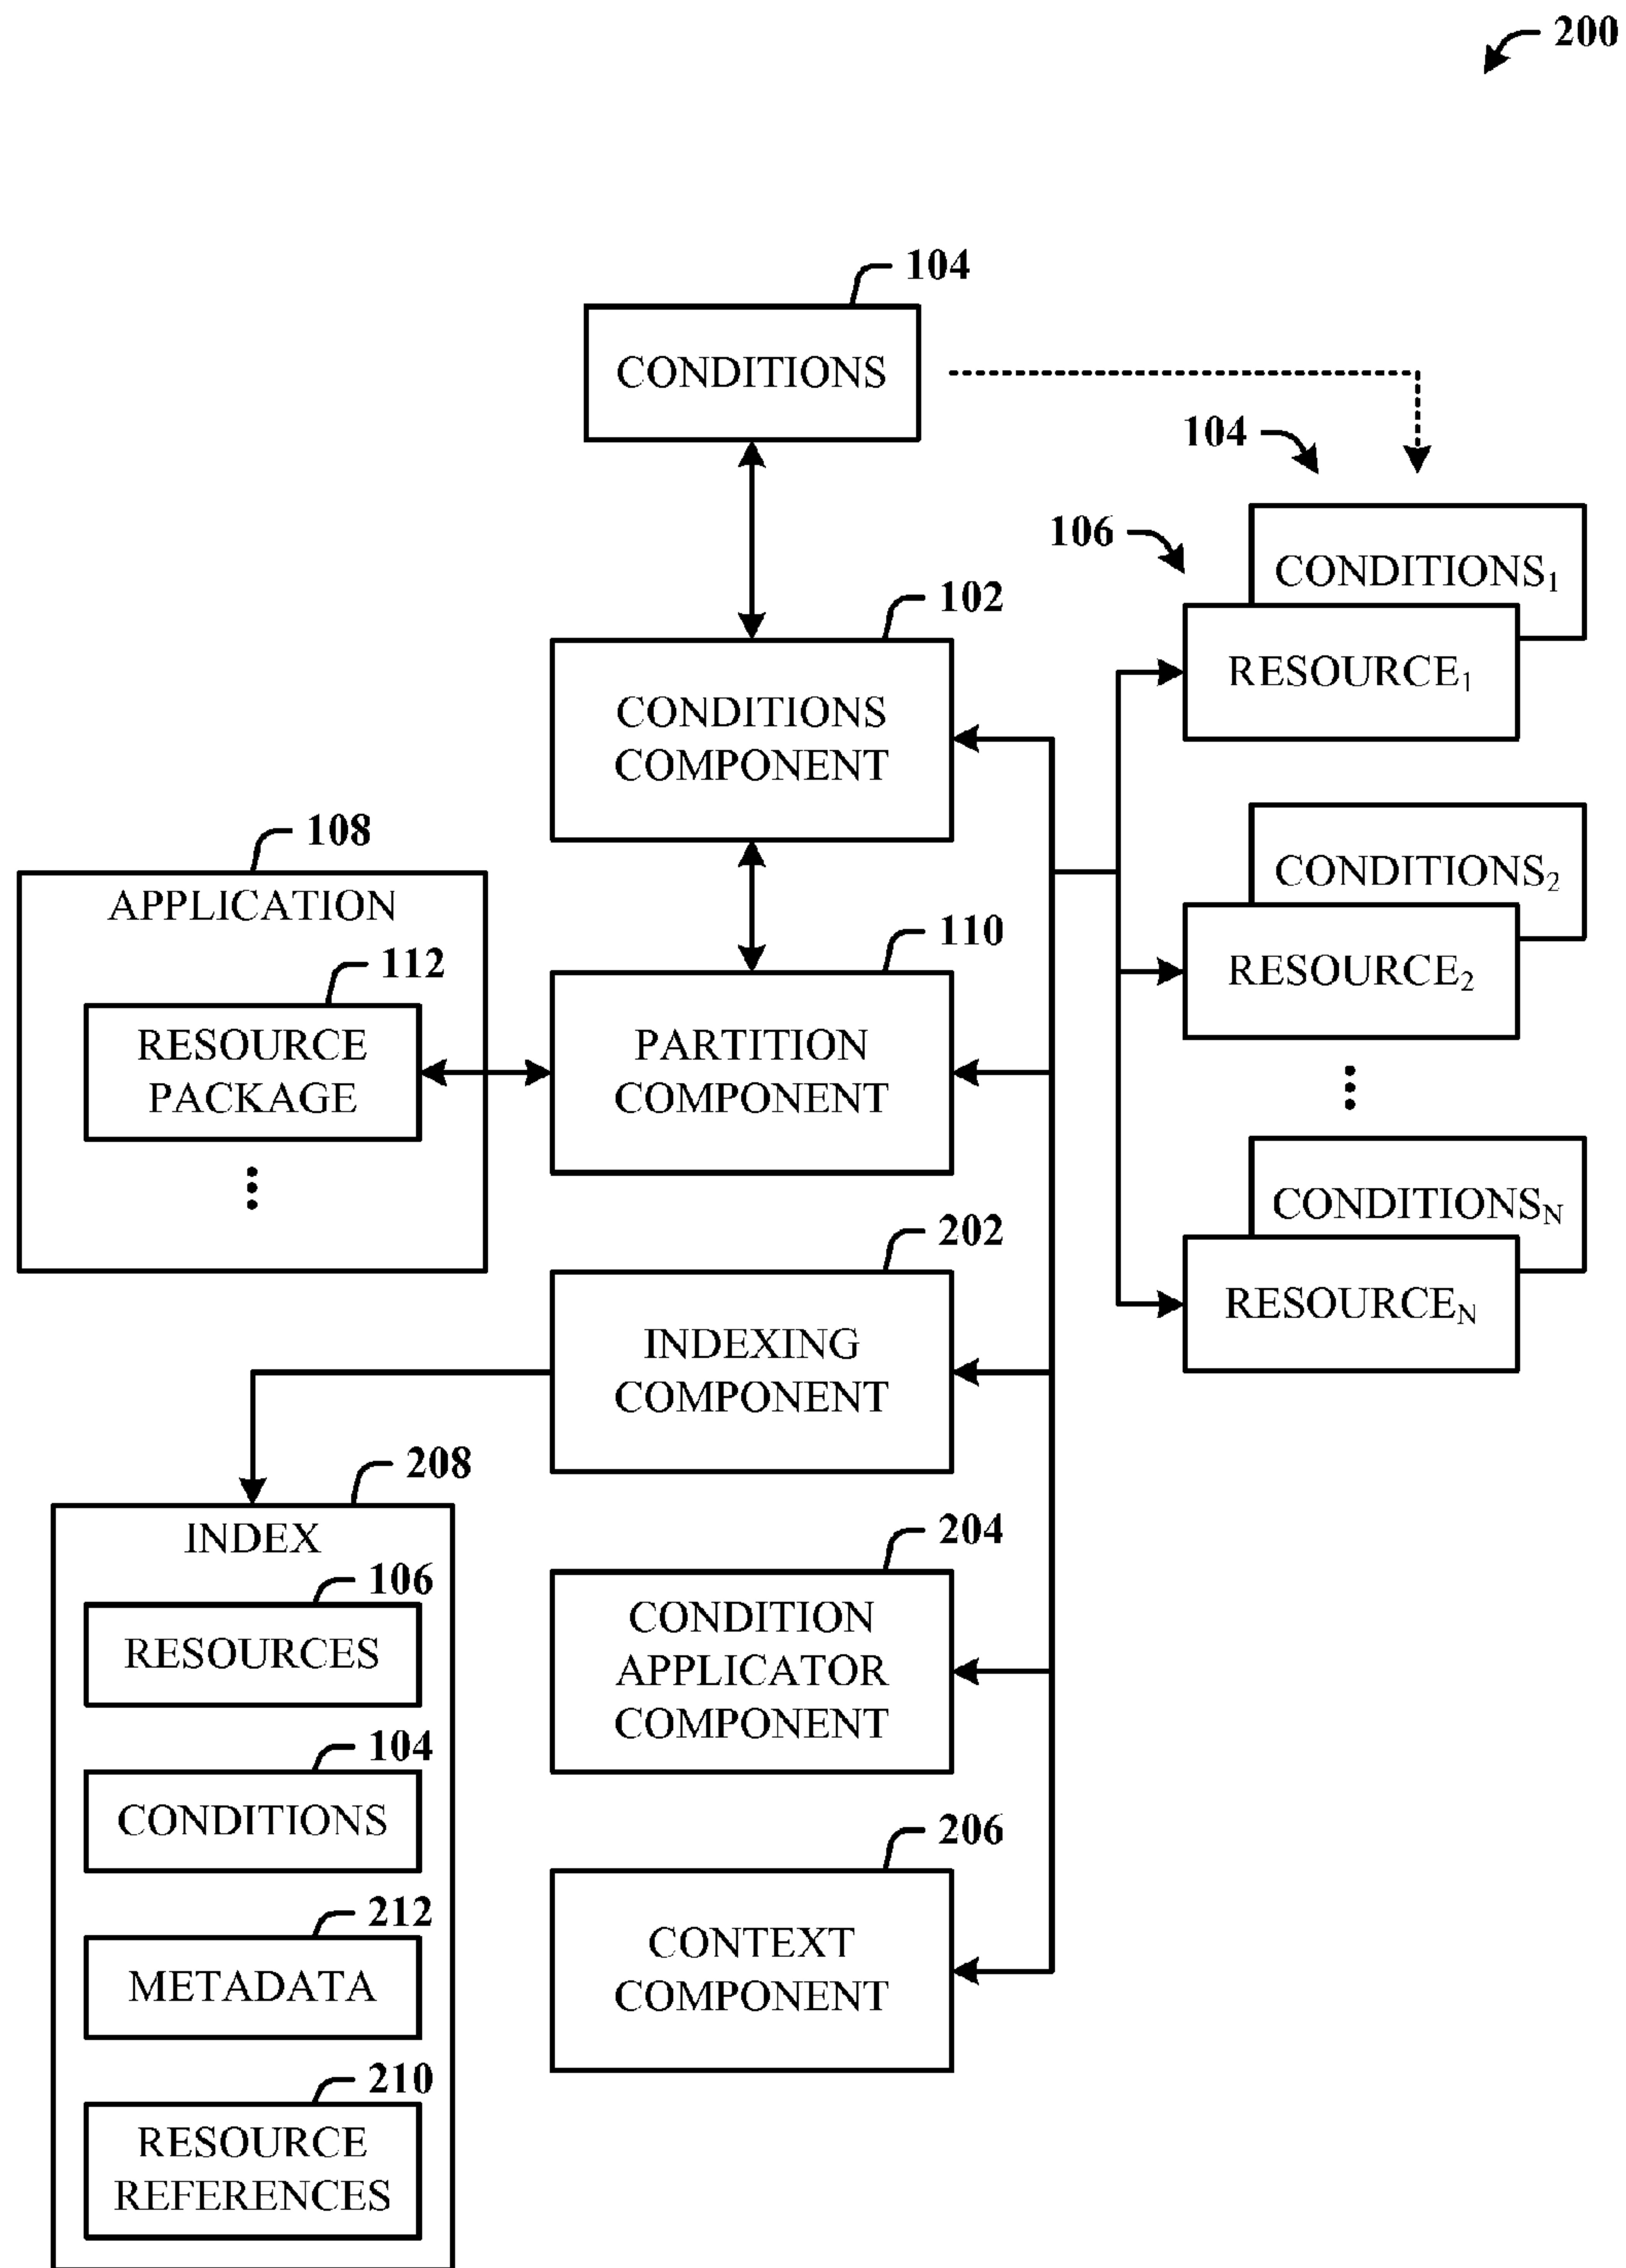 200
104
CONDITIONS
104
106
CONDITIONS₁
RESOURCE₁
102
CONDITIONS
COMPONENT
CONDITIONS₂
RESOURCE₂
108
APPLICATION
112
RESOURCE
PACKAGE
110
PARTITION
COMPONENT
CONDITIONSN
RESOURCEN
202
INDEXING
COMPONENT
208
INDEX
106
RESOURCES
104
CONDITIONS
212
METADATA
210
RESOURCE
REFERENCES
204
CONDITION
APPLICATOR
COMPONENT
206
CONTEXT
COMPONENT